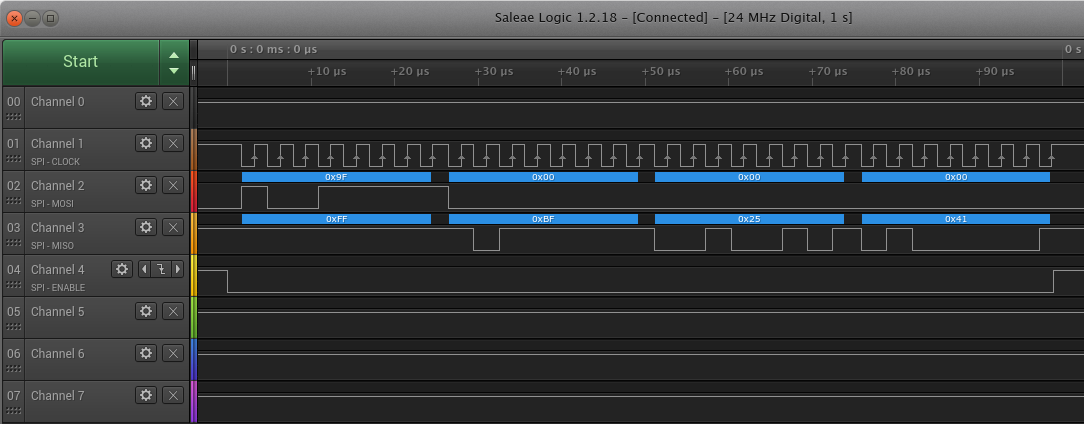 Saleae Logic 1.2.18 – [Connected] – [24 MHz Digital, 1 s]
Start
0 s : 0 ms : 0 µs
0 s
+10 µs +20 µs +30 µs +40 µs +50 µs +60 µs +70 µs +80 µs +90 µs
00 Channel 0
01 Channel 1
SPI - CLOCK
0x9F 0x00 0x00 0x00
02 Channel 2
SPI - MOSI
0xFF 0xBF 0x25 0x41
03 Channel 3
SPI - MISO
04 Channel 4
SPI - ENABLE
05 Channel 5
06 Channel 6
07 Channel 7